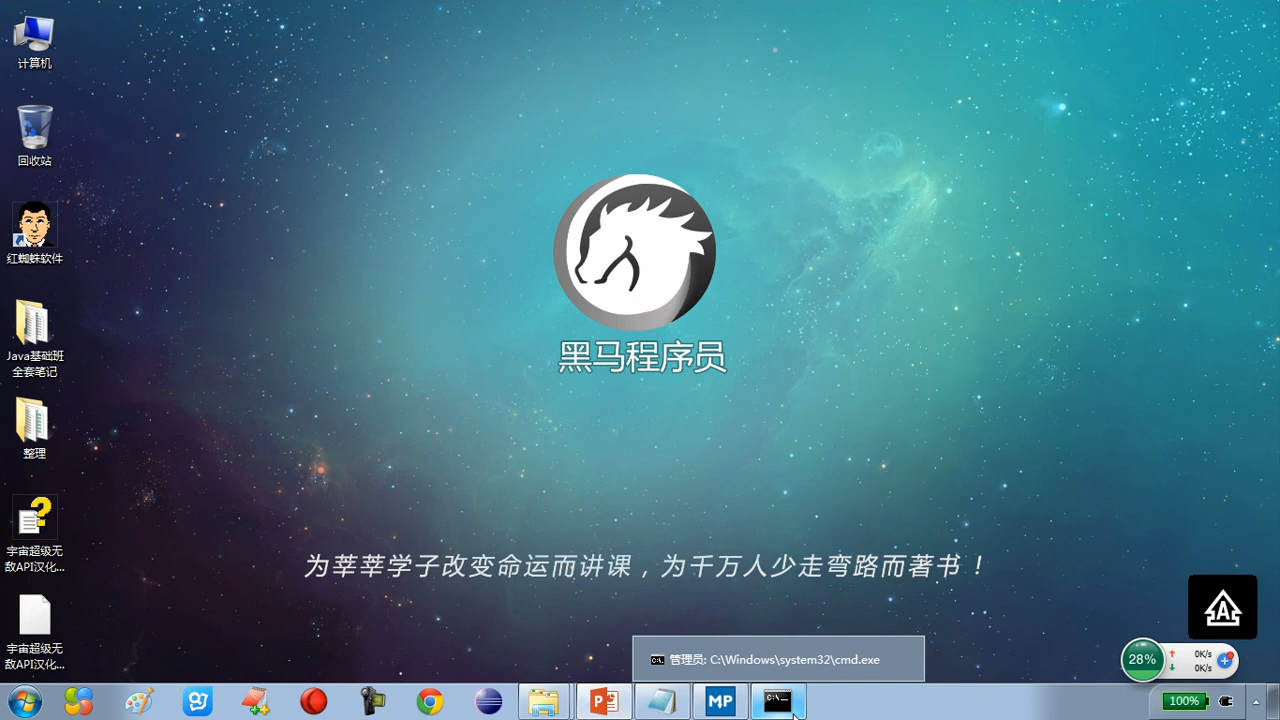 计算机
回收站
红蜘蛛软件
Java基础班
全套笔记
整理
宇宙超级无
敌API汉化...
宇宙超级无
敌API汉化...
黑马程序员
为莘莘学子改变命运而讲课，为千万人少走弯路而著书！
A
管理员: C:\Windows\system32\cmd.exe
28%
0K/s
0K/s
MP
C:\
100%